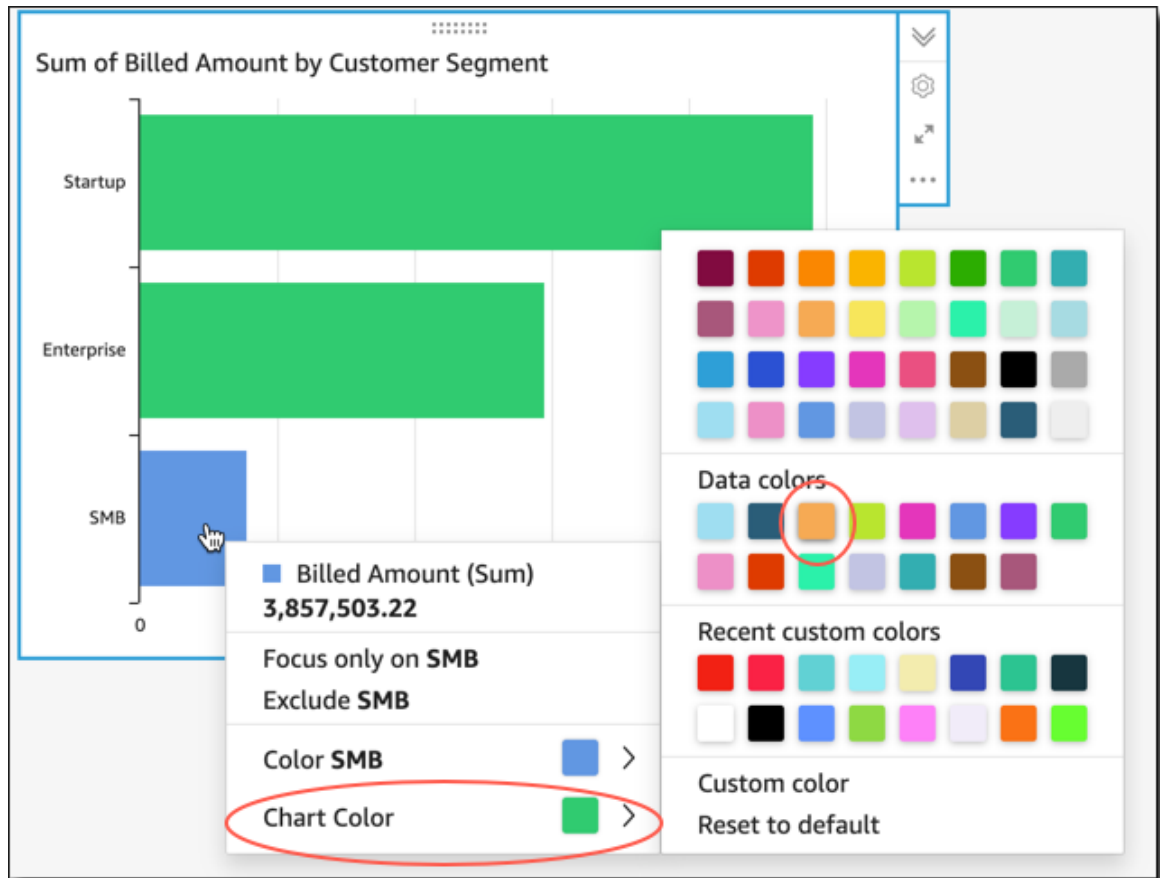 Sum of Billed Amount by Customer Segment
Startup
Enterprise
SMB
0
Billed Amount (Sum)
3,857,503.22
Focus only on SMB
Exclude SMB
Color SMB
Chart Color
Data colors
Recent custom colors
Custom color
Reset to default